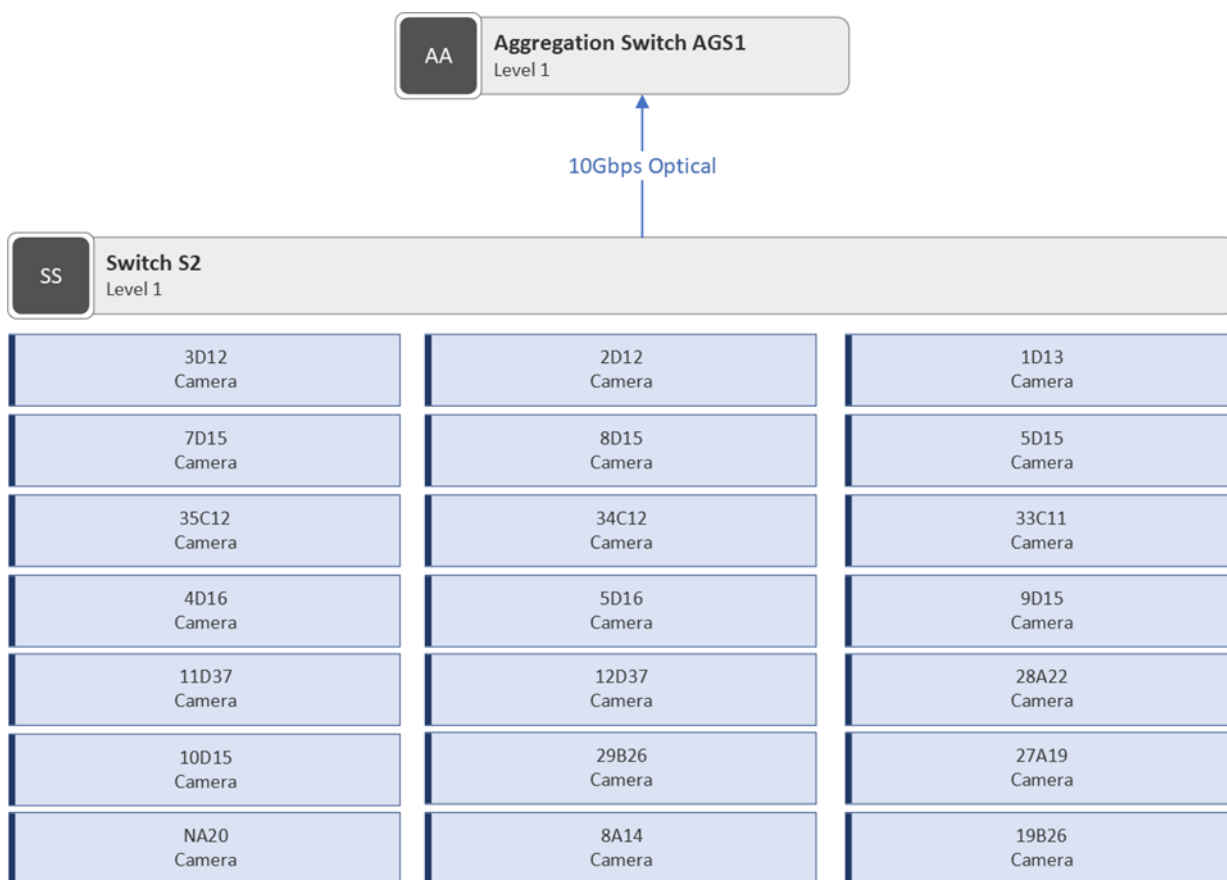 AA
Aggregation Switch AGS1
Level 1
10Gbps Optical
SS
Switch S2
Level 1
3D12
Camera
2D12
Camera
1D13
Camera
7D15
Camera
8D15
Camera
5D15
Camera
35C12
Camera
34C12
Camera
33C11
Camera
4D16
Camera
5D16
Camera
9D15
Camera
11D37
Camera
12D37
Camera
28A22
Camera
10D15
Camera
29B26
Camera
27A19
Camera
NA20
Camera
8A14
Camera
19B26
Camera